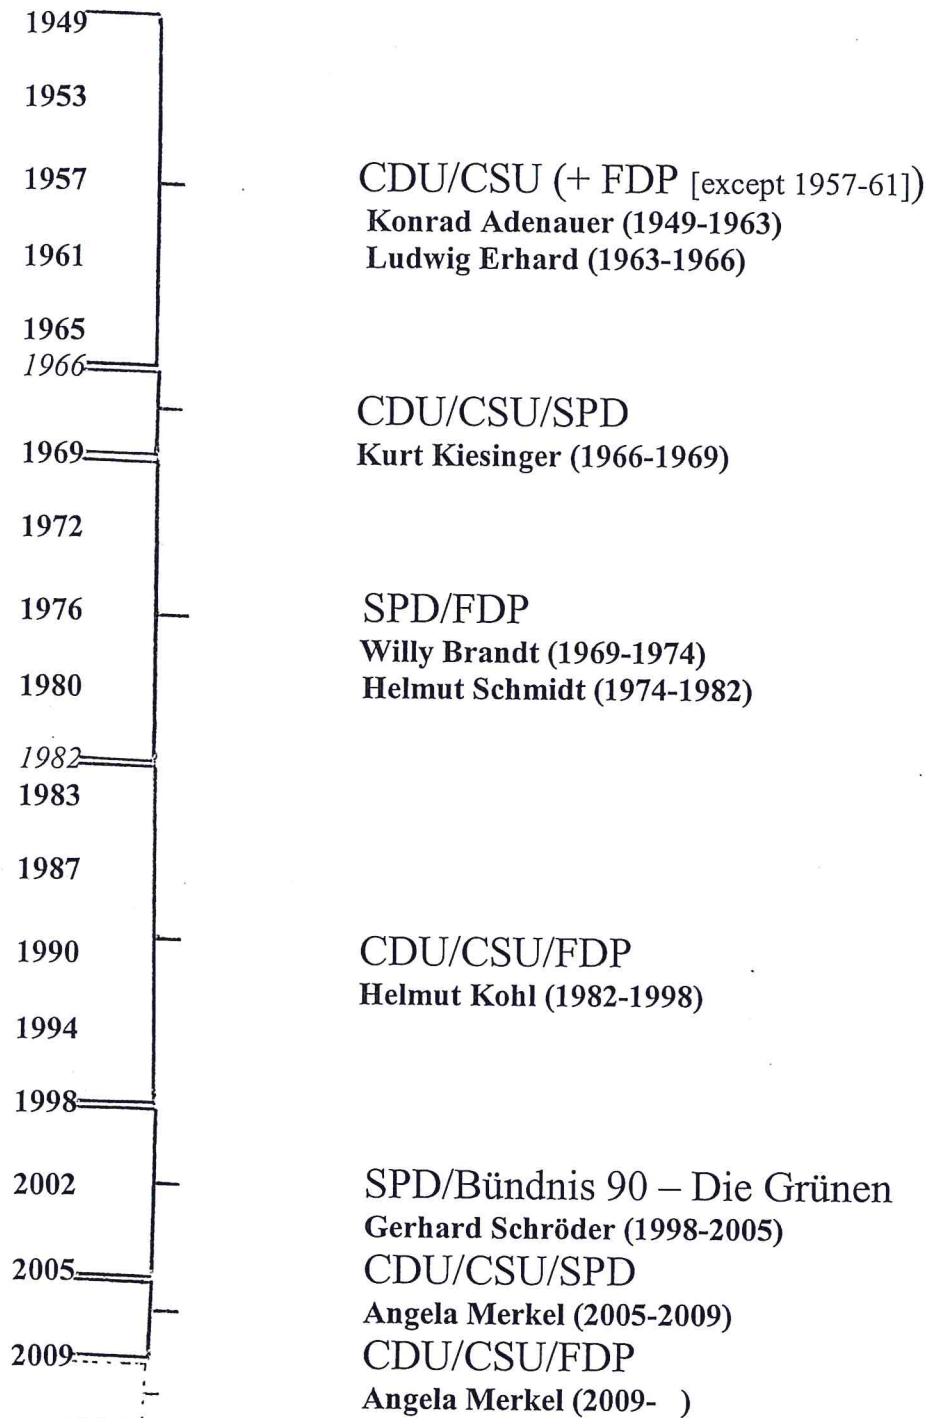 1949
1953
1957
CDU/CSU (+ FDP [except 1957-61])
Konrad Adenauer (1949-1963)
1961
Ludwig Erhard (1963-1966)
1965
1966
CDU/CSU/SPD
1969
Kurt Kiesinger (1966-1969)
1972
1976
SPD/FDP
Willy Brandt (1969-1974)
1980
Helmut Schmidt (1974-1982)
1982
1983
1987
1990
CDU/CSU/FDP
Helmut Kohl (1982-1998)
1994
1998
2002
SPD/Bündnis 90 – Die Grünen
Gerhard Schröder (1998-2005)
2005
CDU/CSU/SPD
Angela Merkel (2005-2009)
2009
CDU/CSU/FDP
Angela Merkel (2009- )